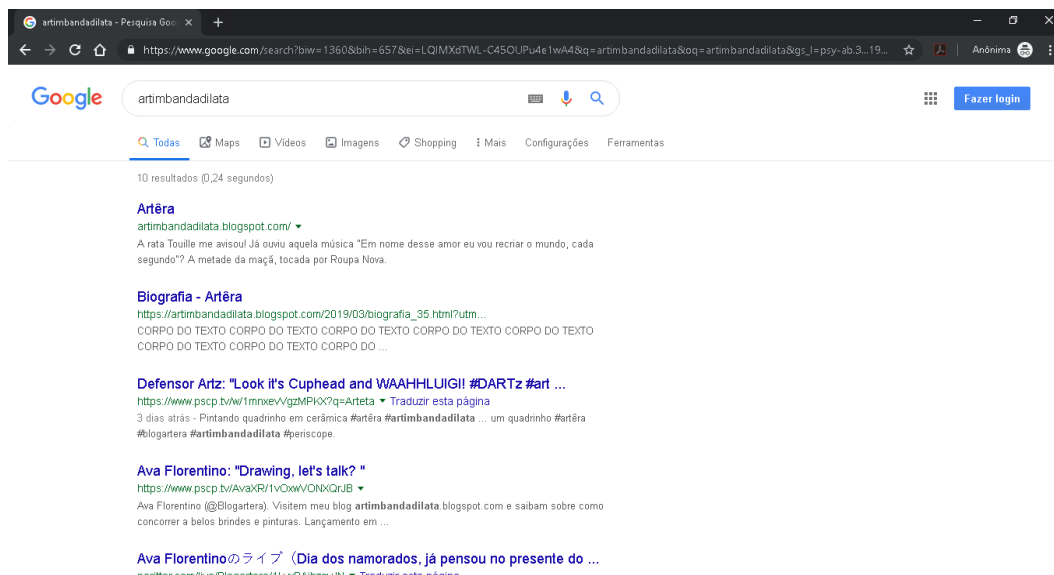 artimbandadilata - Pesquisa Goo
https://www.google.com/search?biw=1360&bih=657&ei=LQIMXdTWL-C45OUPu4e1wA4&q=artimbandadilata&oq=artimbandadilata&gs_l=psy-ab.3...19... Anônima
Google artimbandadilata Fazer login
Todas Maps Vídeos Imagens Shopping Mais Configurações Ferramentas
10 resultados (0,24 segundos)
Artêra
artimbandadilata.blogspot.com/
A rata Touille me avisou! Já ouviu aquela música "Em nome desse amor eu vou recriar o mundo, cada
segundo"? A metade da maçã, tocada por Roupa Nova.
Biografia - Artêra
https://artimbandadilata.blogspot.com/2019/03/biografia_35.html?utm...
CORPO DO TEXTO CORPO DO TEXTO CORPO DO TEXTO CORPO DO TEXTO CORPO DO TEXTO
CORPO DO TEXTO CORPO DO TEXTO CORPO DO ...
Defensor Artz: "Look it's Cuphead and WAAHHLUIGI! #DARTz #art ...
https://www.pscp.tv/w/1mnxevVgzMPKX?q=Arteta Traduzir esta página
3 dias atrás - Pintando quadrinho em cerâmica #artêra #artimbandadilata ... um quadrinho #artêra
#blogartera #artimbandadilata #periscope.
Ava Florentino: "Drawing, let's talk? "
https://www.pscp.tv/AvaXR/1vOxwVONXQrJB
Ava Florentino (@Blogartera). Visitem meu blog artimbandadilata.blogspot.com e saibam sobre como
concorrer a belos brindes e pinturas. Lançamento em ...
Ava Florentinoのライブ（Dia dos namorados, já pensou no presente do ...